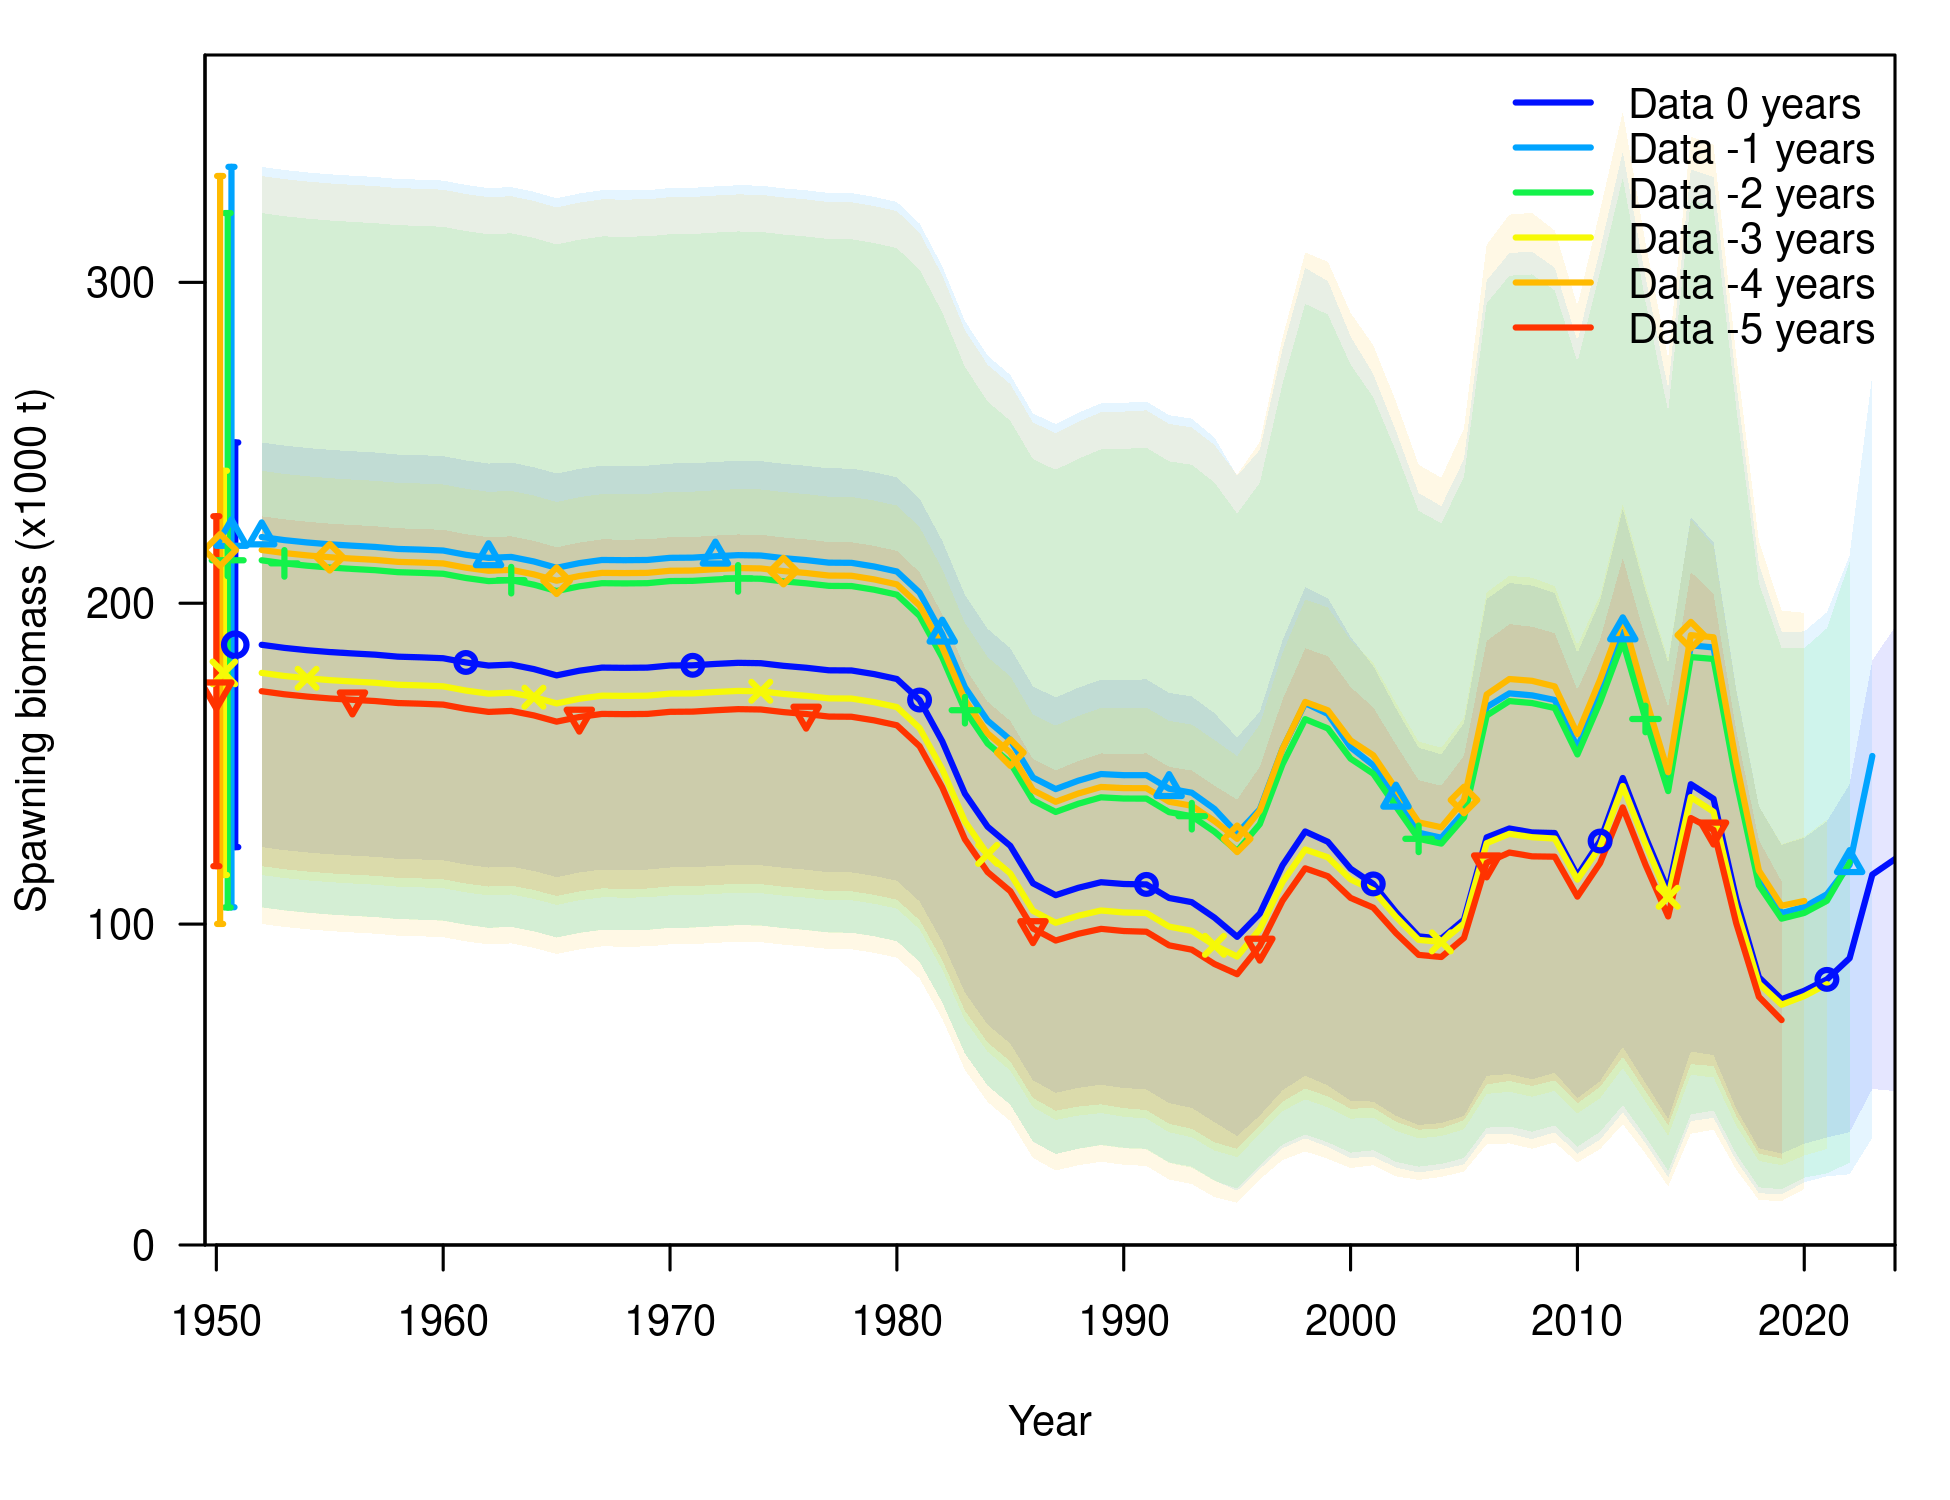 Data 0 years
Data -1 years
Data -2 years
Data -3 years
Data -4 years
Data -5 years
Spawning biomass (x1000 t)
300
200
100
0
1950 1960 1970 1980 1990 2000 2010 2020
Year